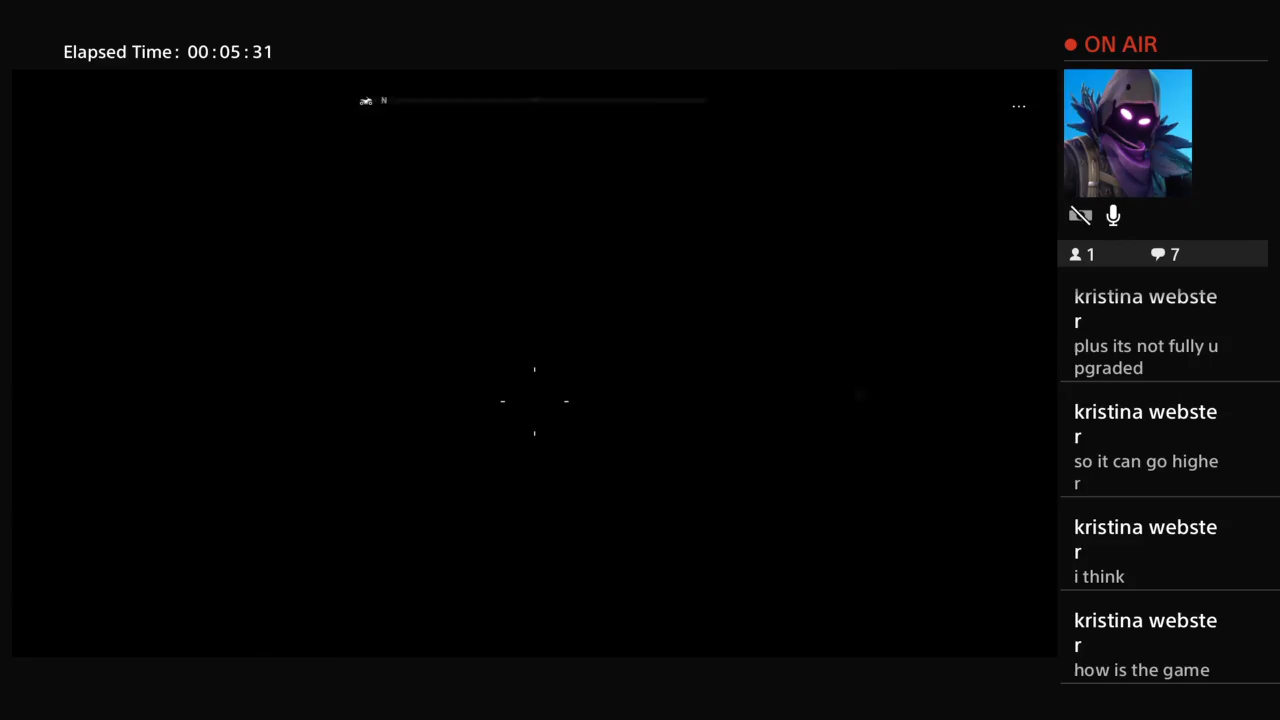 Elapsed Time: 00:05:31
ON AIR
N
...
1 7
kristina webste
r
plus its not fully u
pgraded
kristina webste
r
so it can go highe
r
kristina webste
r
i think
kristina webste
r
how is the game